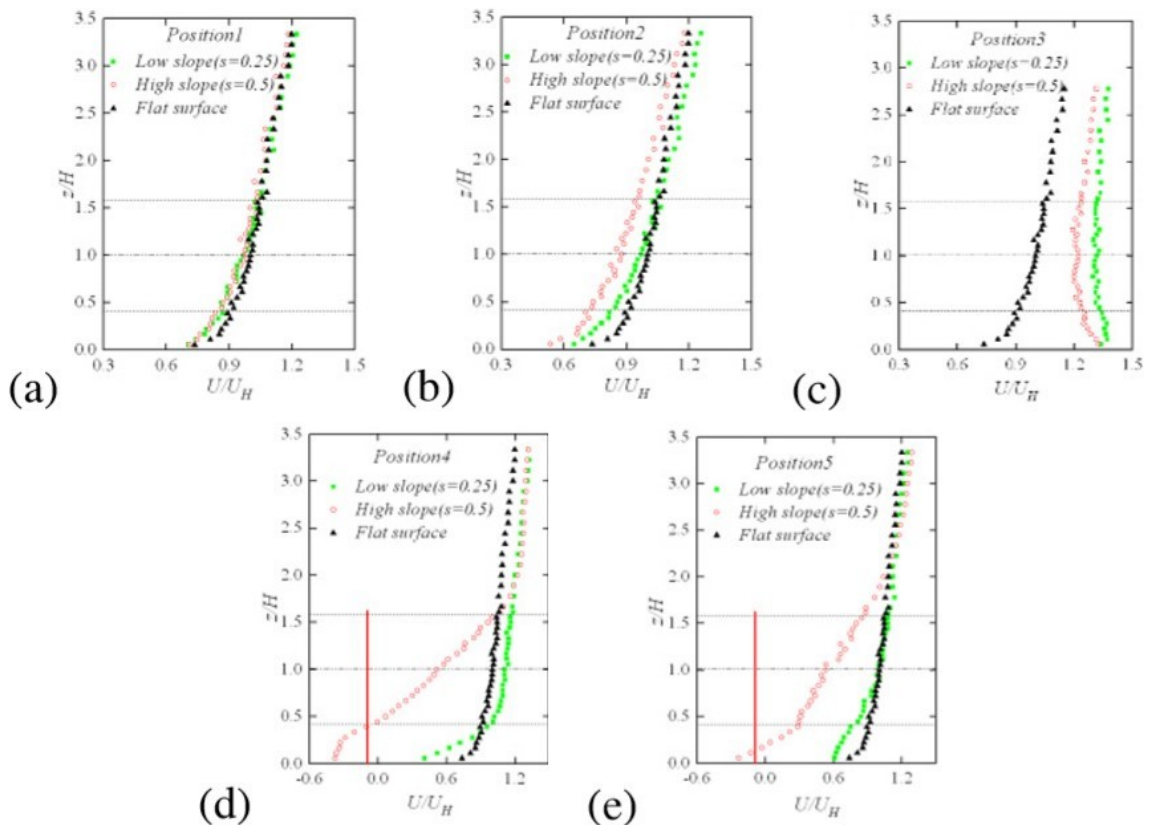 3.5
3.0
2.5
2.0
1.5
1.0
0.5
0.0
z/H
Position1
Low slope(s=0.25)
High slope(s=0.5)
Flat surface
0.3 0.6 0.9 1.2 1.5
U/U_H
(a)
3.5
3.0
2.5
2.0
1.5
1.0
0.5
0.0
z/H
Position2
Low slope(s=0.25)
High slope(s=0.5)
Flat surface
0.3 0.6 0.9 1.2 1.5
U/U_H
(b)
3.5
3.0
2.5
2.0
1.5
1.0
0.5
0.0
z/H
Position3
Low slope(s=0.25)
High slope(s=0.5)
Flat surface
0.3 0.6 0.9 1.2 1.5
U/U_H
(c)
3.5
3.0
2.5
2.0
1.5
1.0
0.5
0.0
z/H
Position4
Low slope(s=0.25)
High slope(s=0.5)
Flat surface
-0.6 0.0 0.6 1.2
U/U_H
(d)
3.5
3.0
2.5
2.0
1.5
1.0
0.5
0.0
z/H
Position5
Low slope(s=0.25)
High slope(s=0.5)
Flat surface
-0.6 0.0 0.6 1.2
U/U_H
(e)